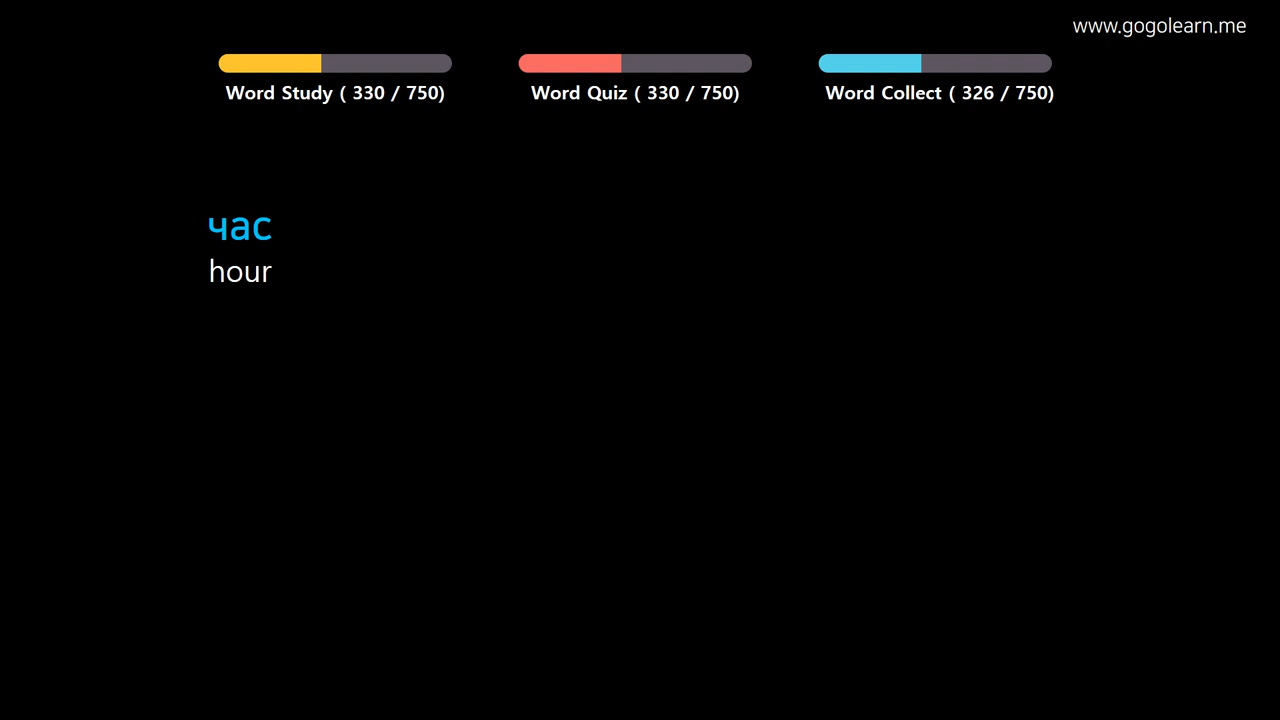 www.gogolearn.me
Word Study ( 330 / 750)
Word Quiz ( 330 / 750)
Word Collect ( 326 / 750)
час
hour